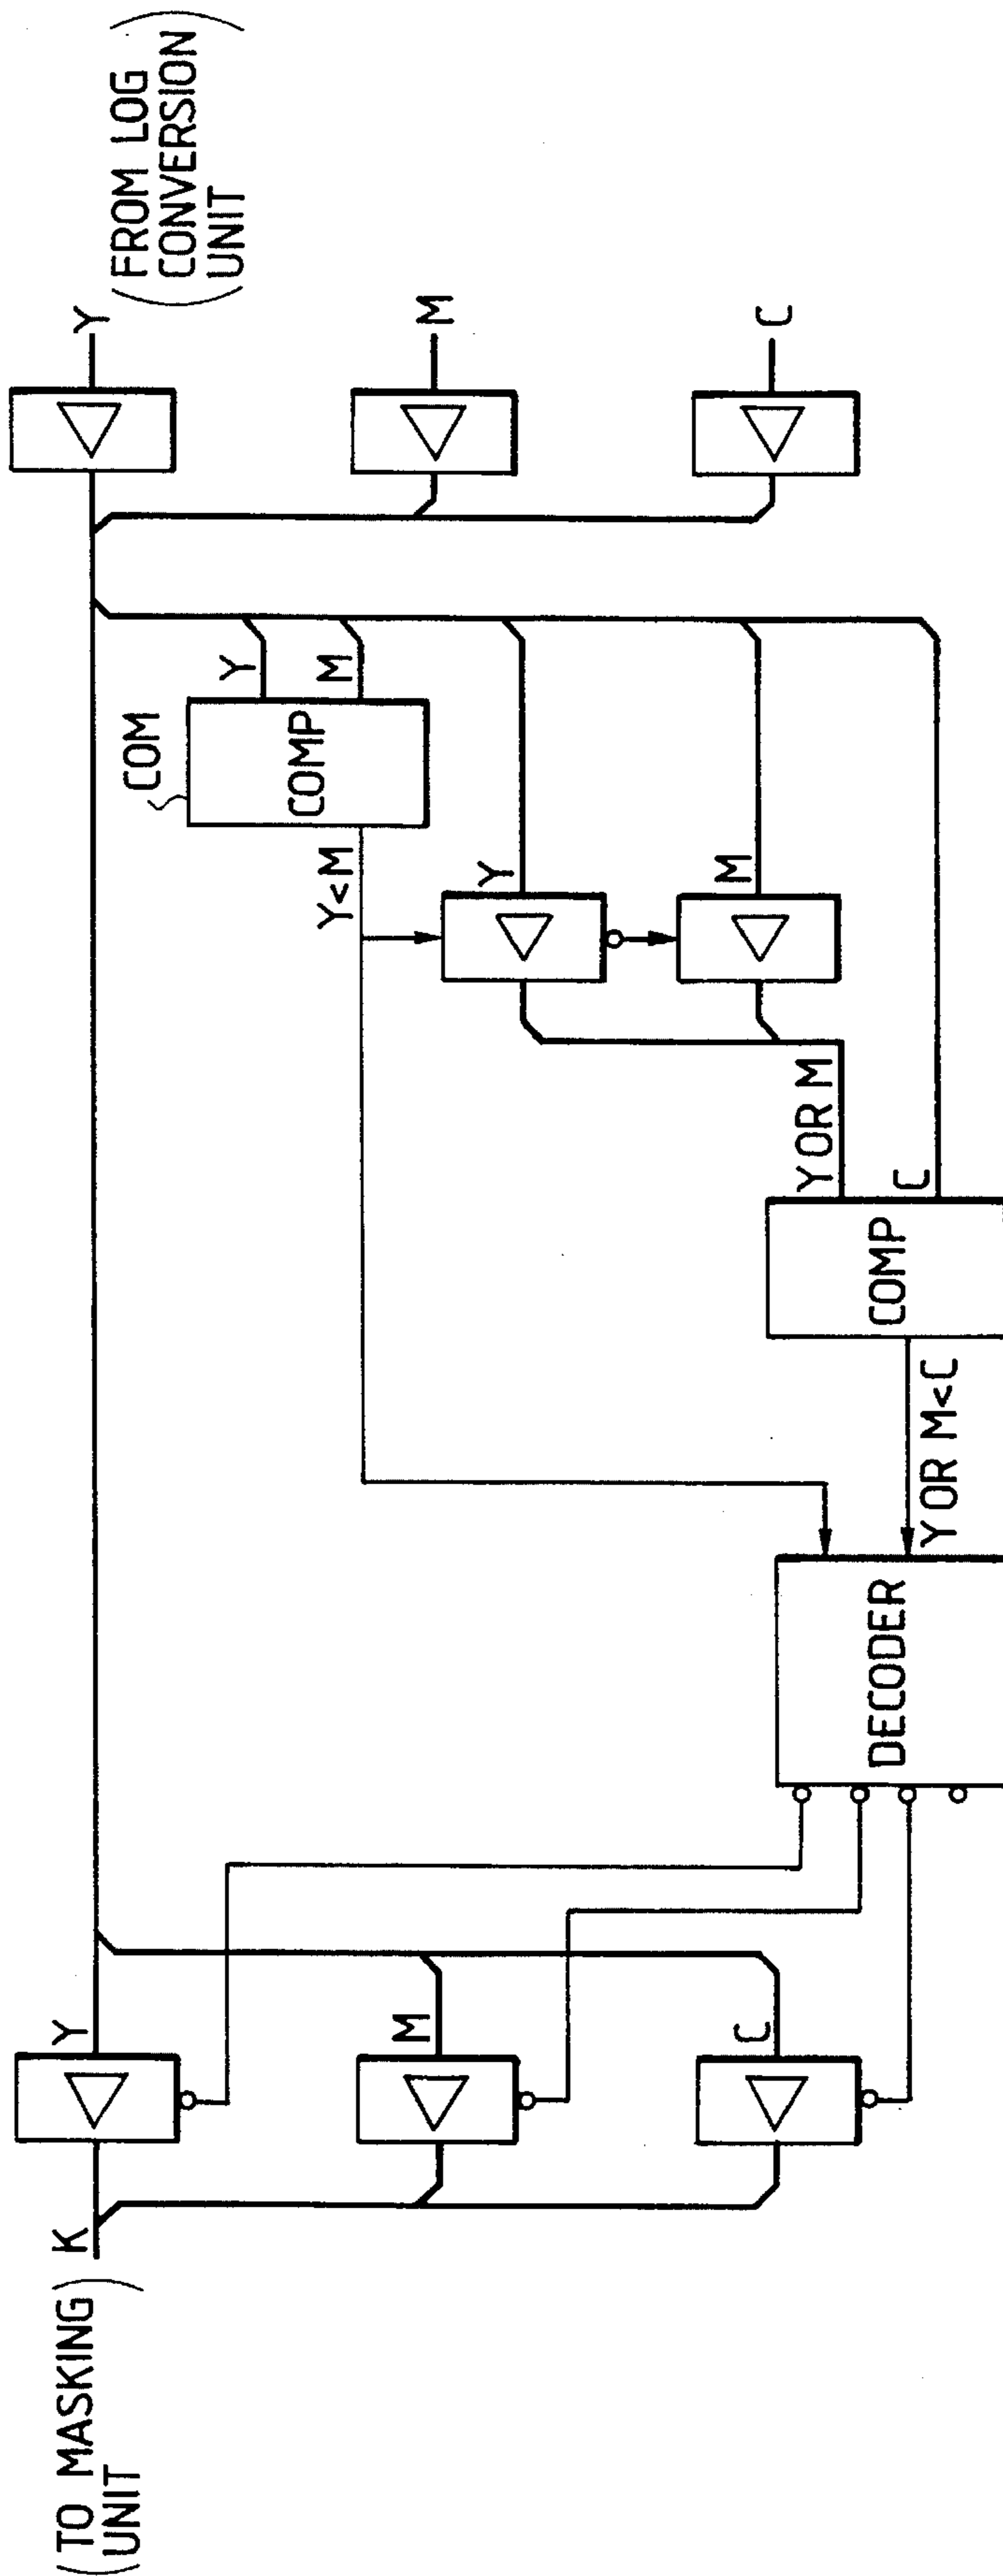 (TO MASKING
UNIT)
K
Y
M
C
DECODER
Y OR M<C
COMP
Y OR M
C
Y<M
COM
COMP
Y
M
Y
M
Y
(FROM LOG
CONVERSION
UNIT)
M
C